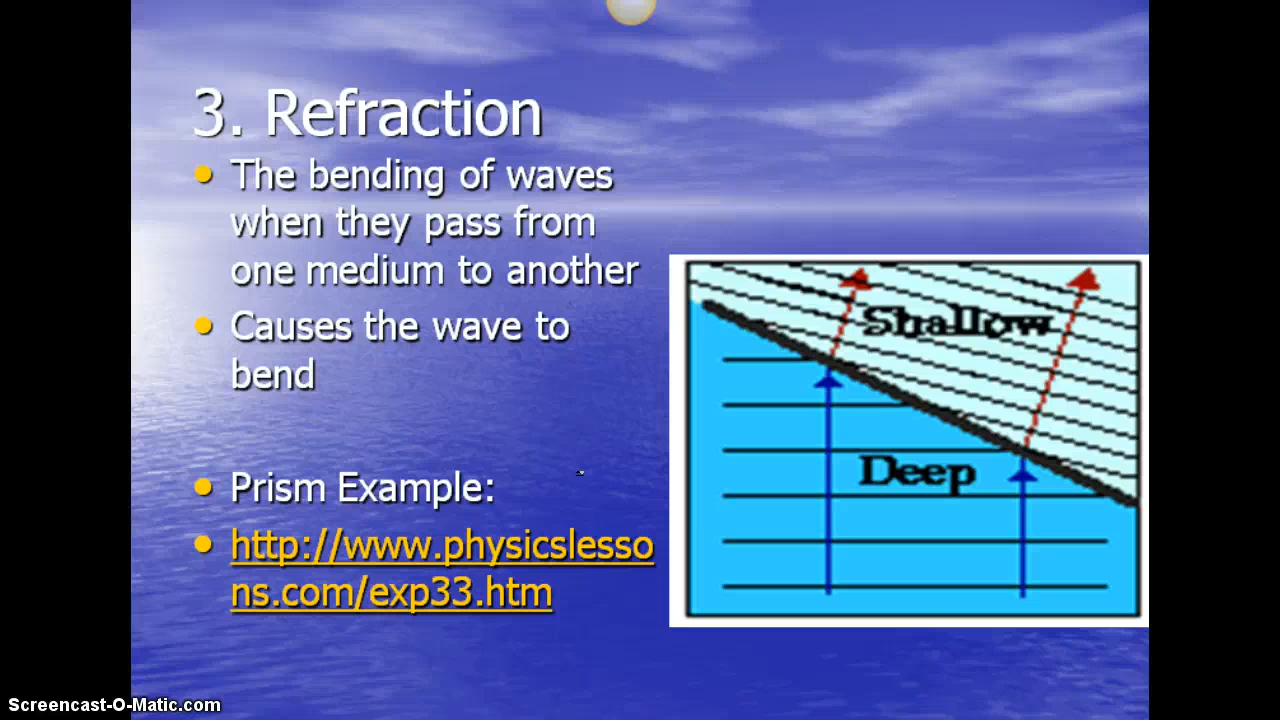 3. Refraction
The bending of waves
when they pass from
one medium to another
Causes the wave to
bend
Prism Example:
http://www.physicslesso
ns.com/exp33.htm
Shallow
Deep
Screencast-O-Matic.com